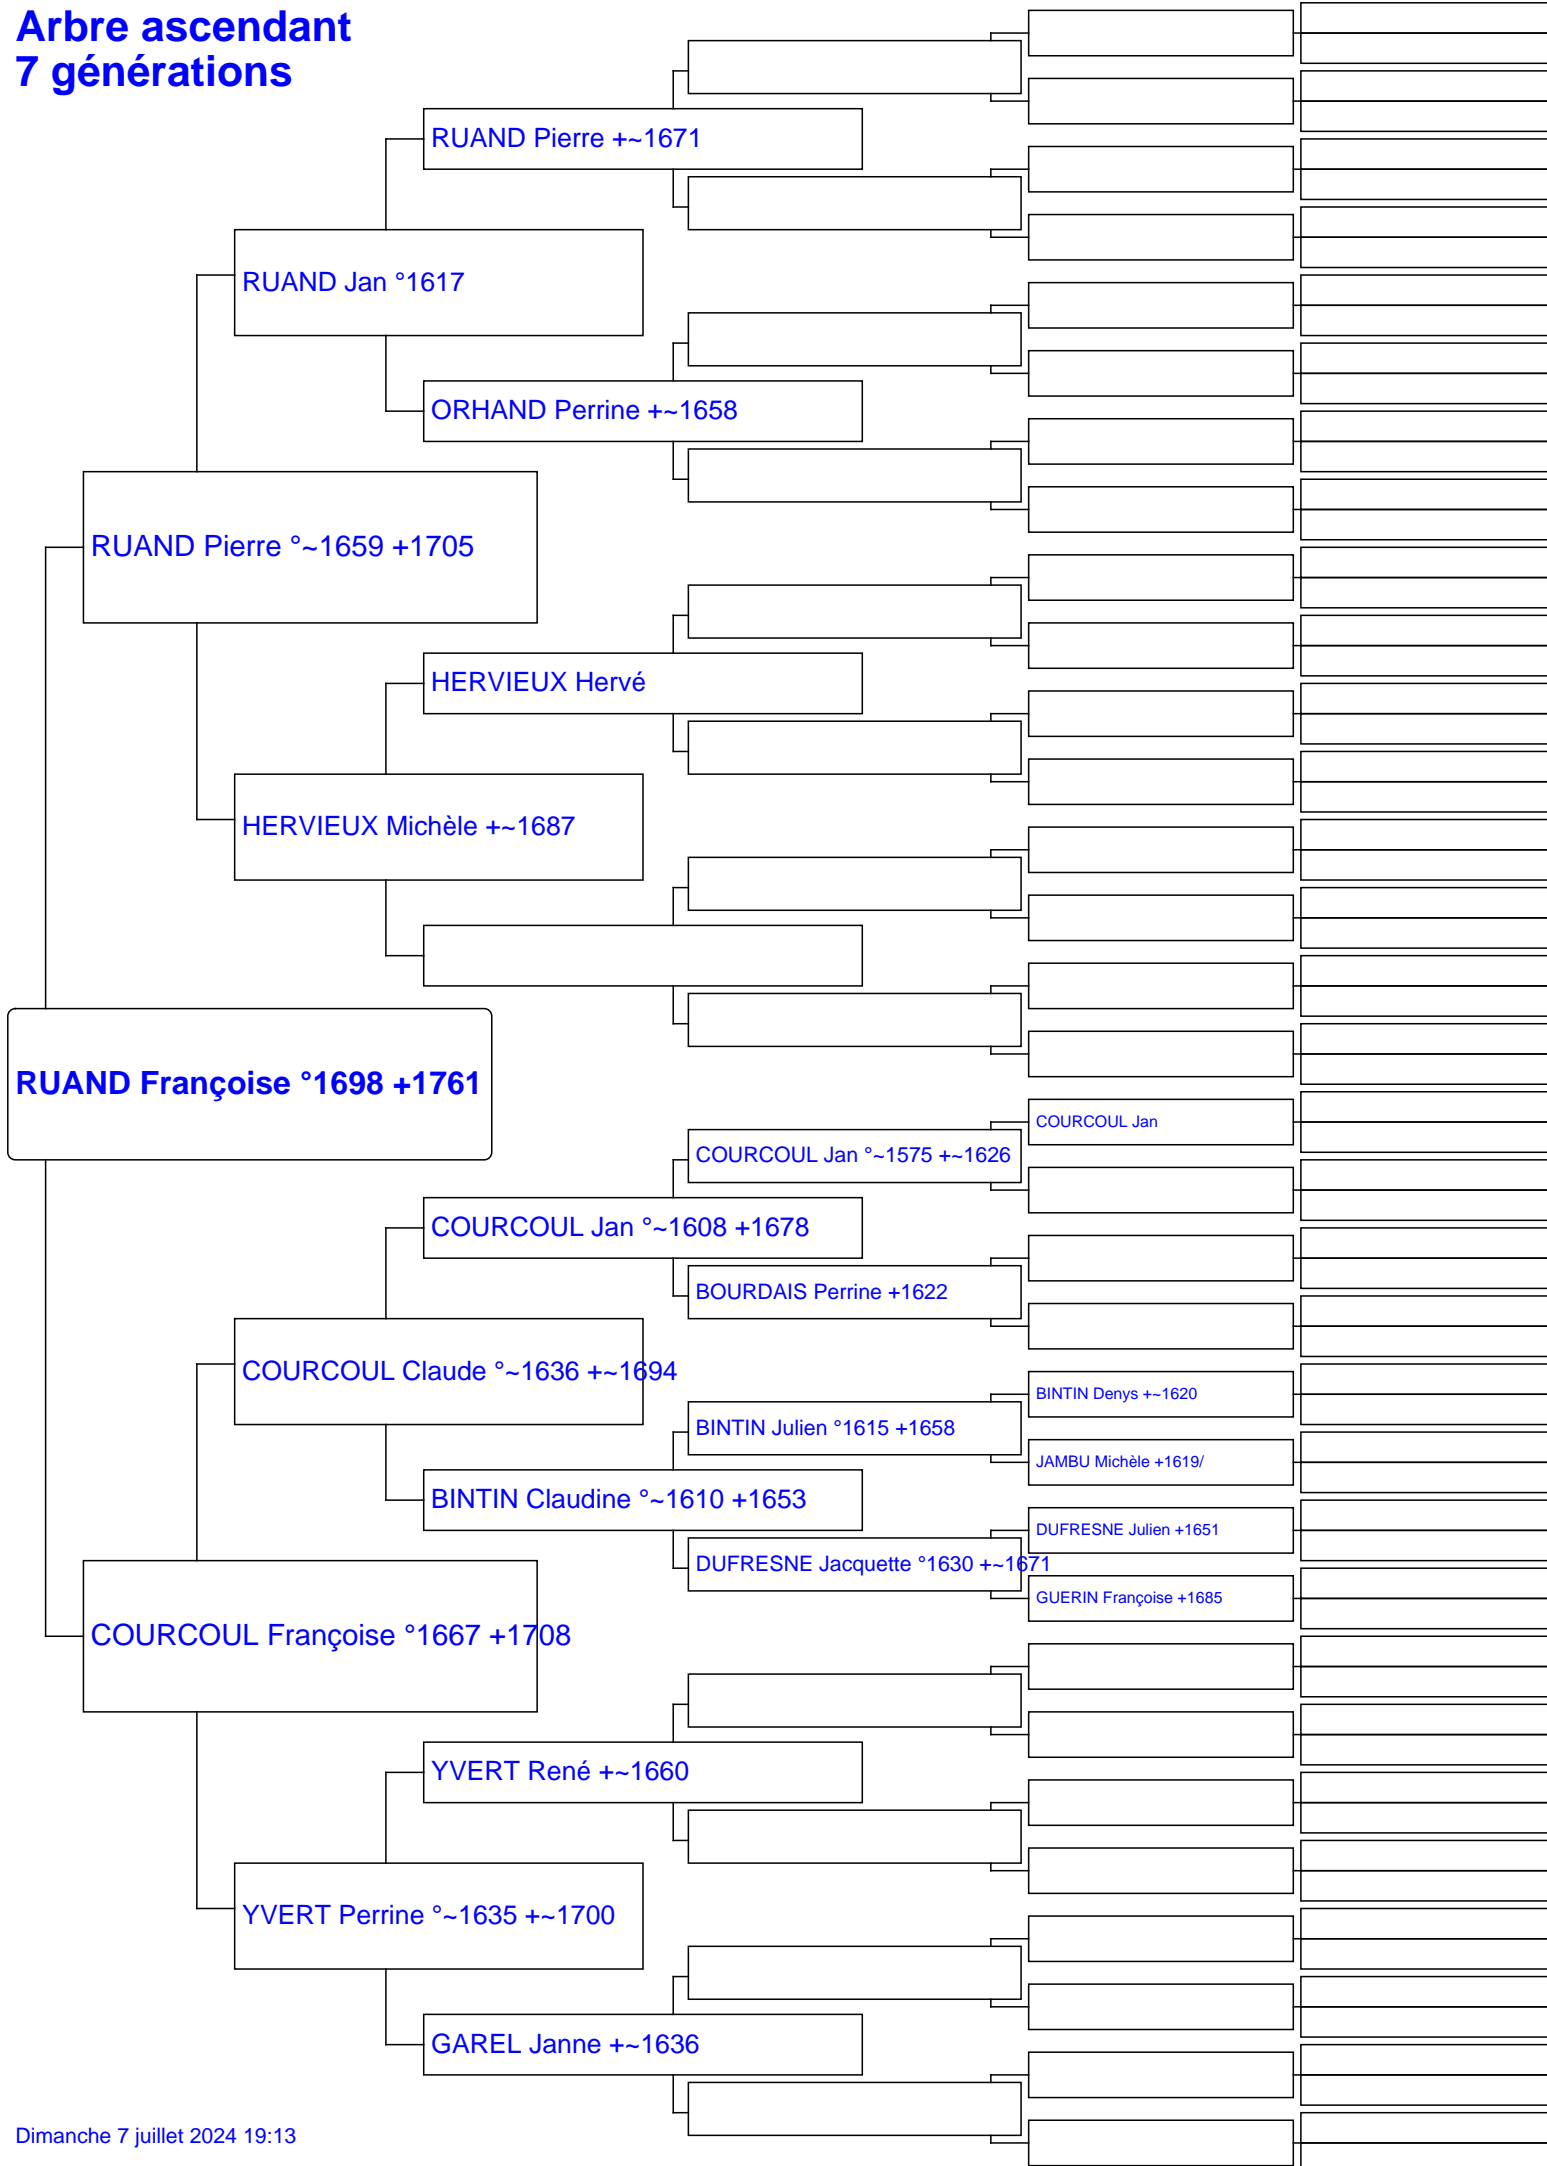 Arbre ascendant
7 générations
RUAND Pierre +~1671
RUAND Jan °1617
ORHAND Perrine +~1658
RUAND Pierre °~1659 +1705
HERVIEUX Hervé
HERVIEUX Michèle +~1687
RUAND Françoise °1698 +1761
COURCOUL Jan
COURCOUL Jan °~1575 +~1626
COURCOUL Jan °~1608 +1678
BOURDAIS Perrine +1622
COURCOUL Claude °~1636 +~1694
BINTIN Denys +~1620
BINTIN Julien °1615 +1658
JAMBU Michèle +1619/
BINTIN Claudine °~1610 +1653
DUFRESNE Julien +1651
DUFRESNE Jacquette °1630 +~1671
GUERIN Françoise +1685
COURCOUL Françoise °1667 +1708
YVERT René +~1660
YVERT Perrine °~1635 +~1700
GAREL Janne +~1636
Dimanche 7 juillet 2024 19:13